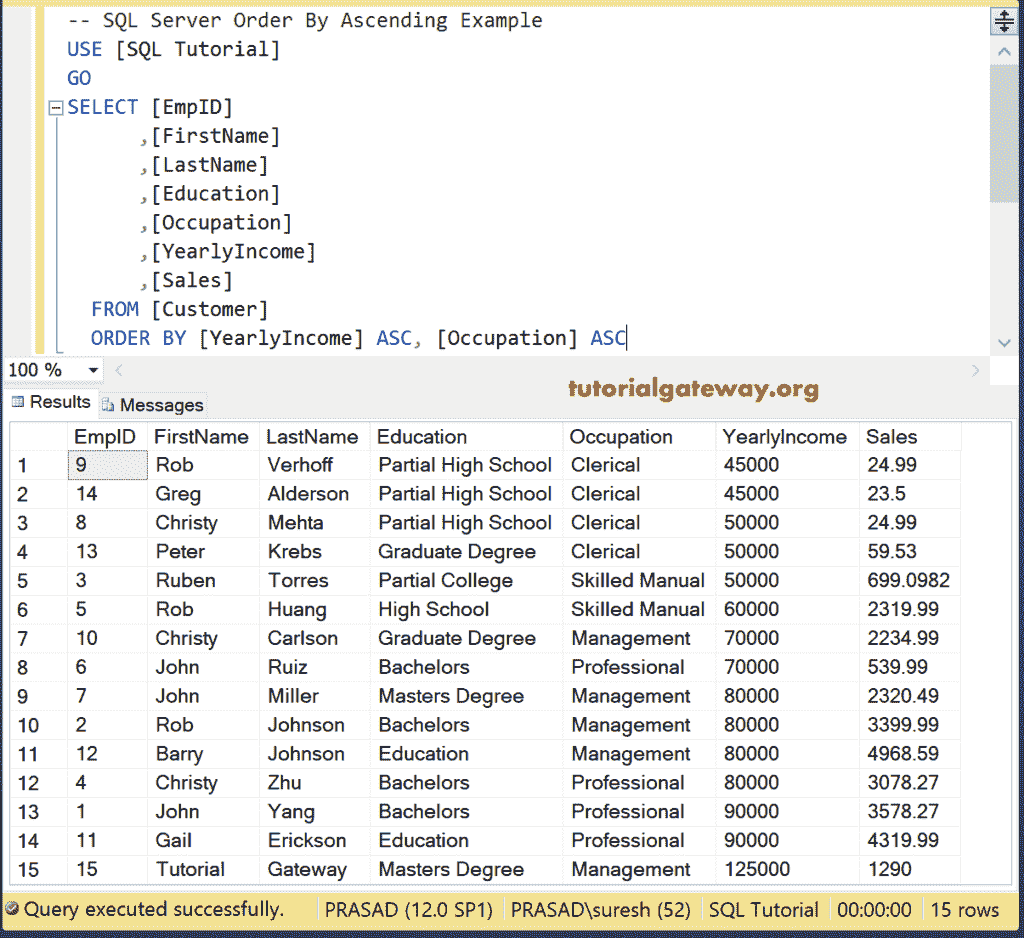 -- SQL Server Order By Ascending Example
USE [SQL Tutorial]
GO
SELECT [EmpID]
,[FirstName]
,[LastName]
,[Education]
,[Occupation]
,[YearlyIncome]
,[Sales]
FROM [Customer]
ORDER BY [YearlyIncome] ASC, [Occupation] ASC
100 %
tutorialgateway.org
Results Messages
EmpID FirstName LastName Education Occupation YearlyIncome Sales
1 9 Rob Verhoff Partial High School Clerical 45000 24.99
2 14 Greg Alderson Partial High School Clerical 45000 23.5
3 8 Christy Mehta Partial High School Clerical 50000 24.99
4 13 Peter Krebs Graduate Degree Clerical 50000 59.53
5 3 Ruben Torres Partial College Skilled Manual 50000 699.0982
6 5 Rob Huang High School Skilled Manual 60000 2319.99
7 10 Christy Carlson Graduate Degree Management 70000 2234.99
8 6 John Ruiz Bachelors Professional 70000 539.99
9 7 John Miller Masters Degree Management 80000 2320.49
10 2 Rob Johnson Bachelors Management 80000 3399.99
11 12 Barry Johnson Education Management 80000 4968.59
12 4 Christy Zhu Bachelors Professional 80000 3078.27
13 1 John Yang Bachelors Professional 90000 3578.27
14 11 Gail Erickson Education Professional 90000 4319.99
15 15 Tutorial Gateway Masters Degree Management 125000 1290
Query executed successfully. PRASAD (12.0 SP1) PRASAD\suresh (52) SQL Tutorial 00:00:00 15 rows